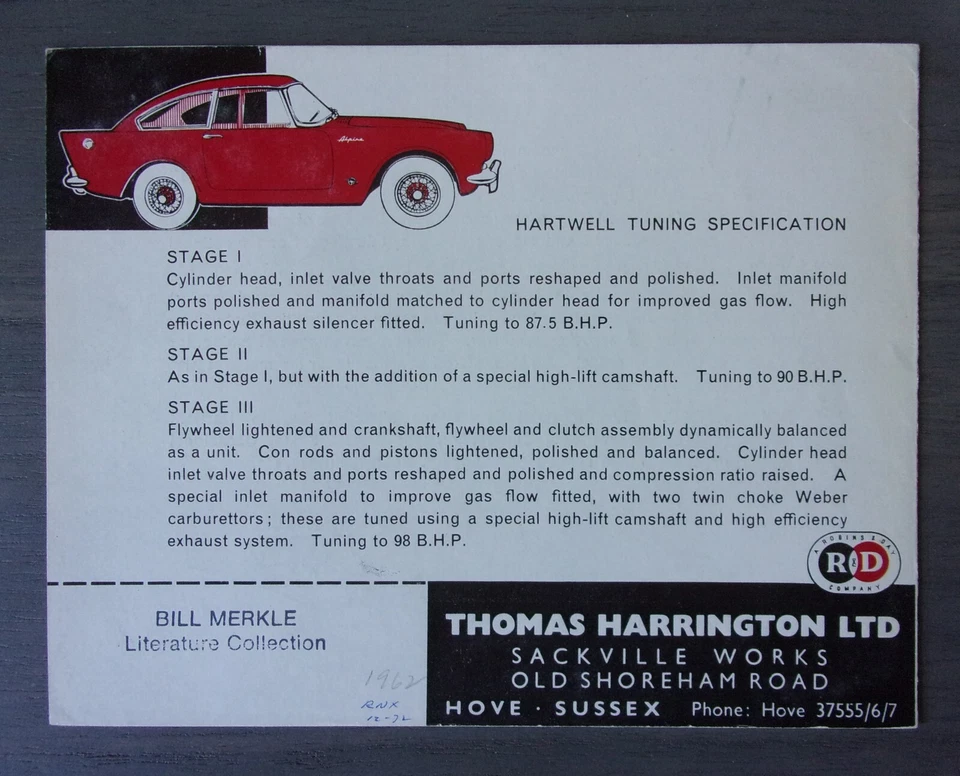 Alpine
HARTWELL TUNING SPECIFICATION
STAGE I
Cylinder head, inlet valve throats and ports reshaped and polished. Inlet manifold
ports polished and manifold matched to cylinder head for improved gas flow. High
efficiency exhaust silencer fitted. Tuning to 87.5 B.H.P.
STAGE II
As in Stage I, but with the addition of a special high-lift camshaft. Tuning to 90 B.H.P.
STAGE III
Flywheel lightened and crankshaft, flywheel and clutch assembly dynamically balanced
as a unit. Con rods and pistons lightened, polished and balanced. Cylinder head
inlet valve throats and ports reshaped and polished and compression ratio raised. A
special inlet manifold to improve gas flow fitted, with two twin choke Weber
carburettors; these are tuned using a special high-lift camshaft and high efficiency
exhaust system. Tuning to 98 B.H.P.
A ROBINS & DAY
R & D
COMPANY
BILL MERKLE
Literature Collection
1962
RNX
12-72
THOMAS HARRINGTON LTD
SACKVILLE WORKS
OLD SHOREHAM ROAD
HOVE · SUSSEX Phone: Hove 37555/6/7